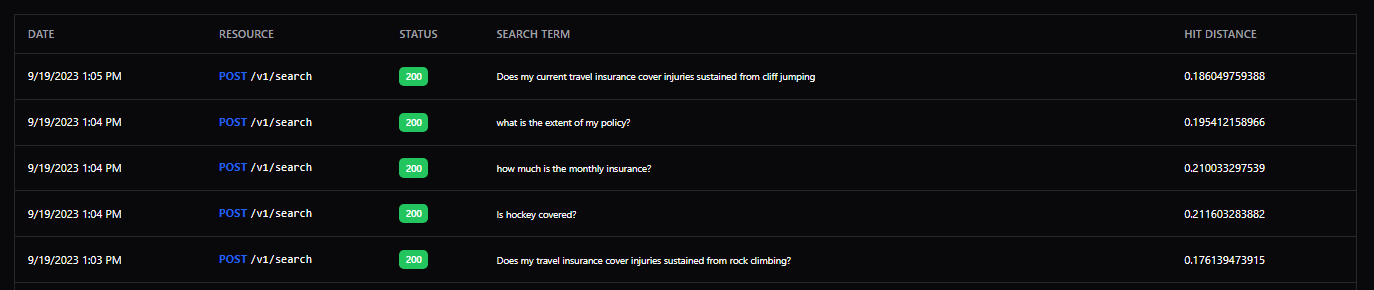 DATE RESOURCE STATUS SEARCH TERM HIT DISTANCE
9/19/2023 1:05 PM POST /v1/search 200 Does my current travel insurance cover injuries sustained from cliff jumping 0.186049759388
9/19/2023 1:04 PM POST /v1/search 200 what is the extent of my policy? 0.195412158966
9/19/2023 1:04 PM POST /v1/search 200 how much is the monthly insurance? 0.210033297539
9/19/2023 1:04 PM POST /v1/search 200 Is hockey covered? 0.211603283882
9/19/2023 1:03 PM POST /v1/search 200 Does my travel insurance cover injuries sustained from rock climbing? 0.176139473915